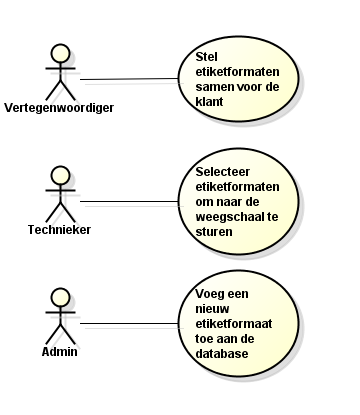 Stel
etiketformaten
samen voor de
klant
Vertegenwoordiger
Selecteer
etiketformaten
om naar de
weegschaal te
sturen
Technieker
Voeg een
nieuw
etiketformaat
toe aan de
database
Admin